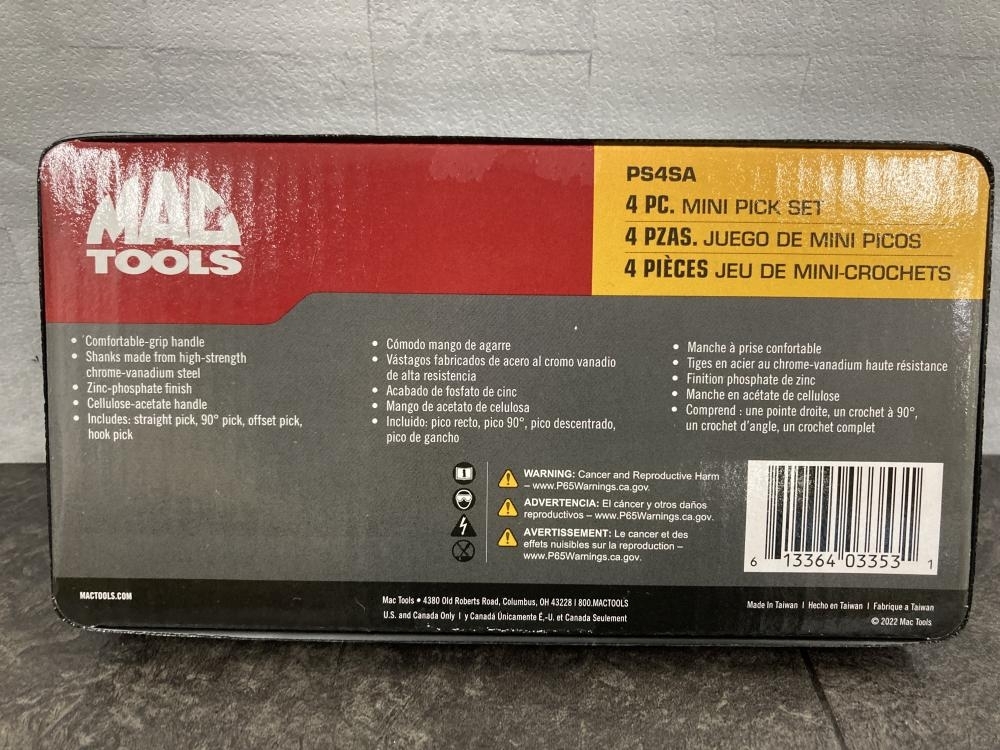 MAC
TOOLS
PS4SA
4 PC. MINI PICK SET
4 PZAS. JUEGO DE MINI PICOS
4 PIÈCES JEU DE MINI-CROCHETS
• Comfortable-grip handle
• Shanks made from high-strength
chrome-vanadium steel
• Zinc-phosphate finish
• Cellulose-acetate handle
• Includes: straight pick, 90° pick, offset pick,
hook pick
• Cómodo mango de agarre
• Vástagos fabricados de acero al cromo vanadio
de alta resistencia
• Acabado de fosfato de cinc
• Mango de acetato de celulosa
• Incluido: pico recto, pico 90°, pico descentrado,
pico de gancho
• Manche à prise confortable
• Tiges en acier au chrome-vanadium haute résistance
• Finition phosphate de zinc
• Manche en acétate de cellulose
• Comprend : une pointe droite, un crochet à 90°,
un crochet d'angle, un crochet complet
WARNING: Cancer and Reproductive Harm
– www.P65Warnings.ca.gov.
ADVERTENCIA: El cáncer y otros daños
reproductivos – www.P65Warnings.ca.gov.
AVERTISSEMENT: Le cancer et des
effets nuisibles sur la reproduction –
www.P65Warnings.ca.gov.
6 13364 03353 1
MACTOOLS.COM
Mac Tools • 4380 Old Roberts Road, Columbus, OH 43228 I 800.MACTOOLS
U.S. and Canada Only I y Canadá Únicamente É.-U. et Canada Seulement
Made In Taiwan I Hecho en Taiwan I Fabrique a Taiwan
© 2022 Mac Tools